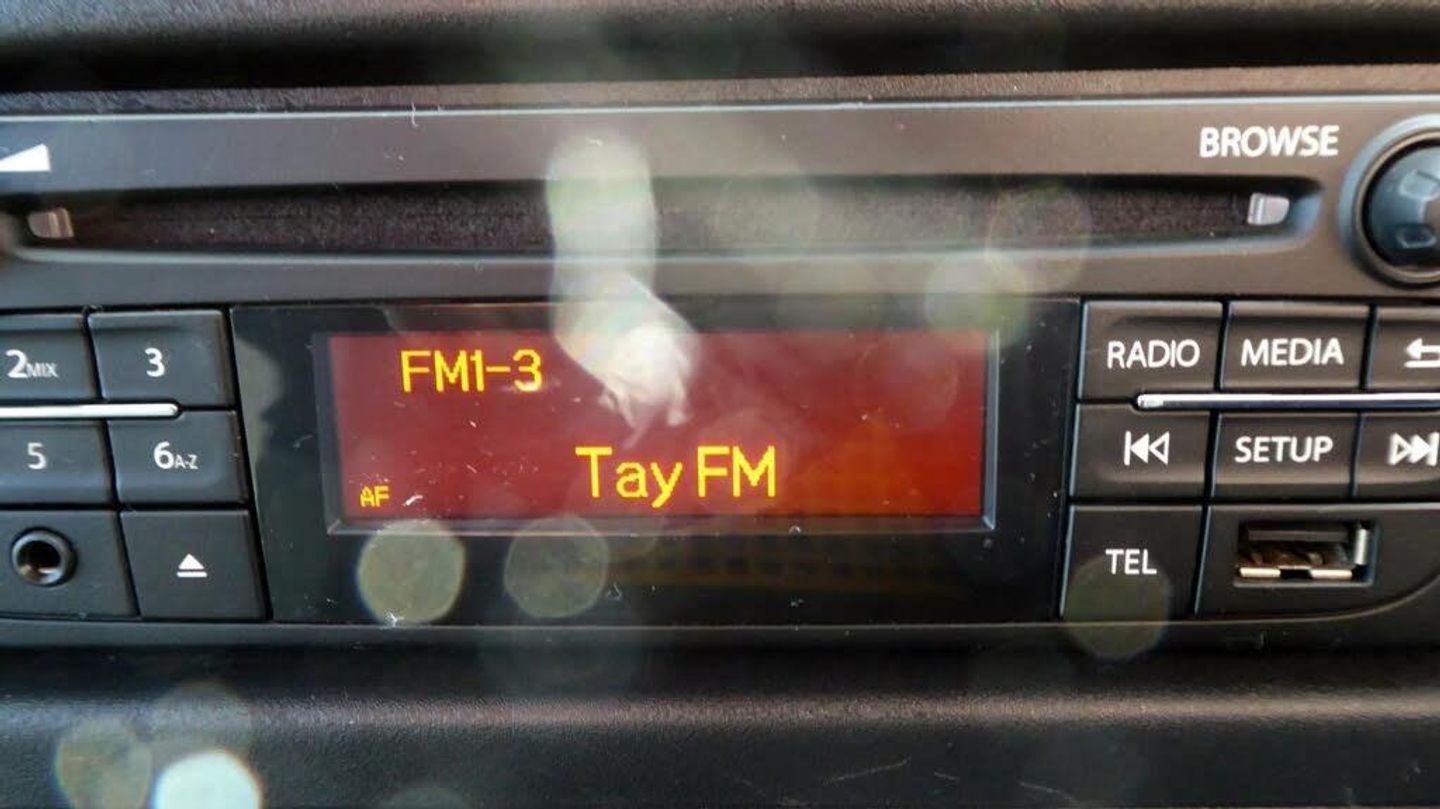 BROWSE
2MIX 3
FM1-3
RADIO MEDIA
5 6A-Z
Tay FM
AF
SETUP
TEL